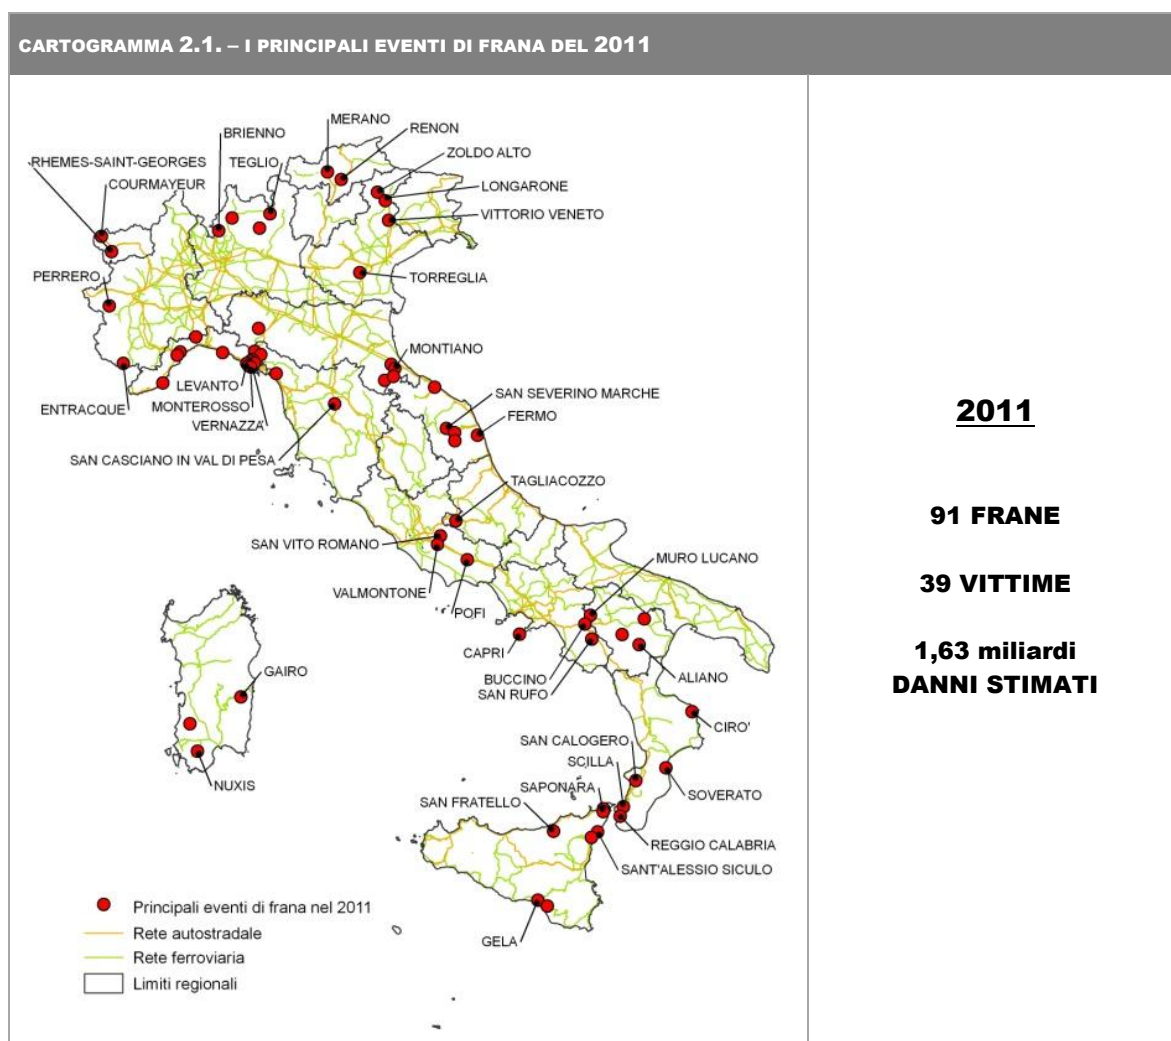 CARTOGRAMMA 2.1. – I PRINCIPALI EVENTI DI FRANA DEL 2011
MERANO
RENON
BRIENNO
ZOLDO ALTO
RHEMES-SAINT-GEORGES
TEGLIO
COURMAYEUR
LONGARONE
VITTORIO VENETO
PERRERO
TORREGLIA
MONTIANO
LEVANTO
SAN SEVERINO MARCHE
ENTRACQUE
MONTEROSSO
FERMO
VERNAZZA
SAN CASCIANO IN VAL DI PESA
TAGLIACOZZO
SAN VITO ROMANO
MURO LUCANO
VALMONTONE
POFI
CAPRI
GAIRO
BUCCINO
ALIANO
SAN RUFO
CIRO'
SAN CALOGERO
SCILLA
NUXIS
SAPONARA
SOVERATO
SAN FRATELLO
REGGIO CALABRIA
SANT'ALESSIO SICULO
GELA
Principali eventi di frana nel 2011
Rete autostradale
Rete ferroviaria
Limiti regionali
2011
91 FRANE
39 VITTIME
1,63 miliardi
DANNI STIMATI